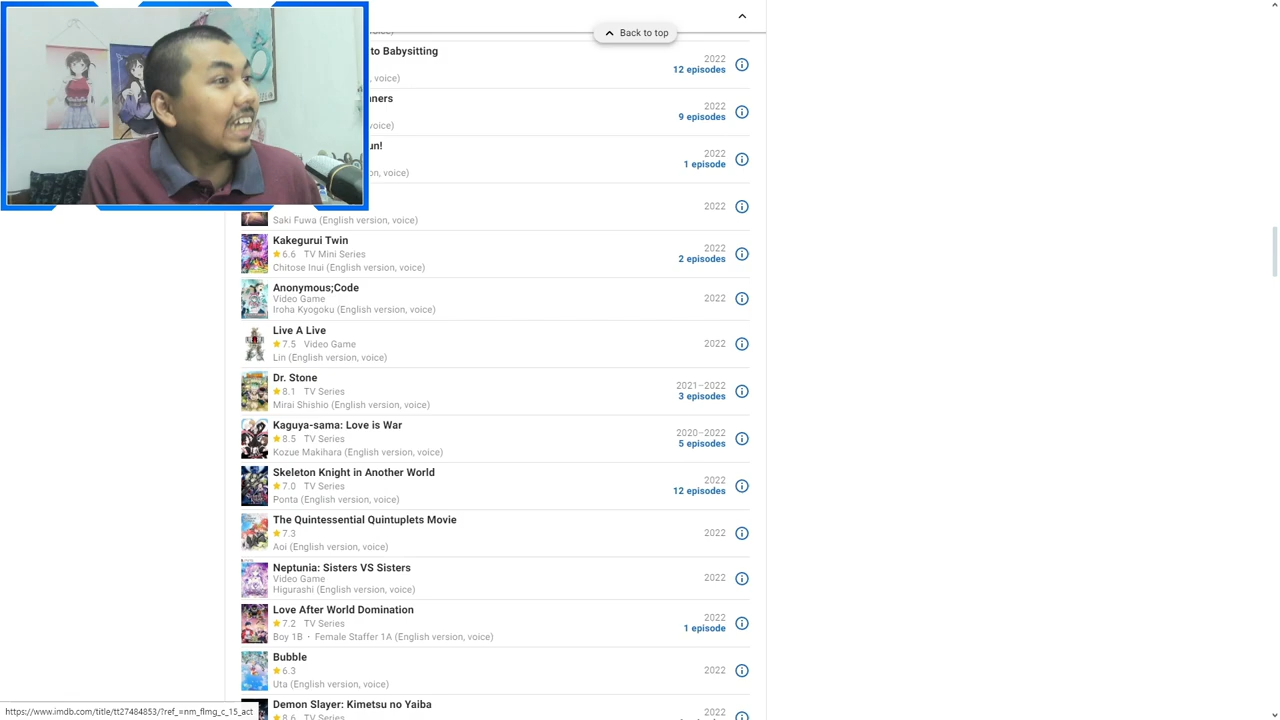 Back to top
to Babysitting
, voice)
2022
12 episodes
nners
voice)
2022
9 episodes
un!
on, voice)
2022
1 episode
Saki Fuwa (English version, voice)
2022
Kakegurui Twin
6.6 TV Mini Series
Chitose Inui (English version, voice)
2022
2 episodes
Anonymous;Code
Video Game
Iroha Kyogoku (English version, voice)
2022
Live A Live
7.5 Video Game
Lin (English version, voice)
2022
Dr. Stone
8.1 TV Series
Mirai Shishio (English version, voice)
2021–2022
3 episodes
Kaguya-sama: Love is War
8.5 TV Series
Kozue Makihara (English version, voice)
2020–2022
5 episodes
Skeleton Knight in Another World
7.0 TV Series
Ponta (English version, voice)
2022
12 episodes
The Quintessential Quintuplets Movie
7.3
Aoi (English version, voice)
2022
Neptunia: Sisters VS Sisters
Video Game
Higurashi (English version, voice)
2022
Love After World Domination
7.2 TV Series
Boy 1B · Female Staffer 1A (English version, voice)
2022
1 episode
Bubble
6.3
Uta (English version, voice)
2022
Demon Slayer: Kimetsu no Yaiba
8.6 TV Series
https://www.imdb.com/title/tt27484853/?ref_=nm_flmg_c_15_act